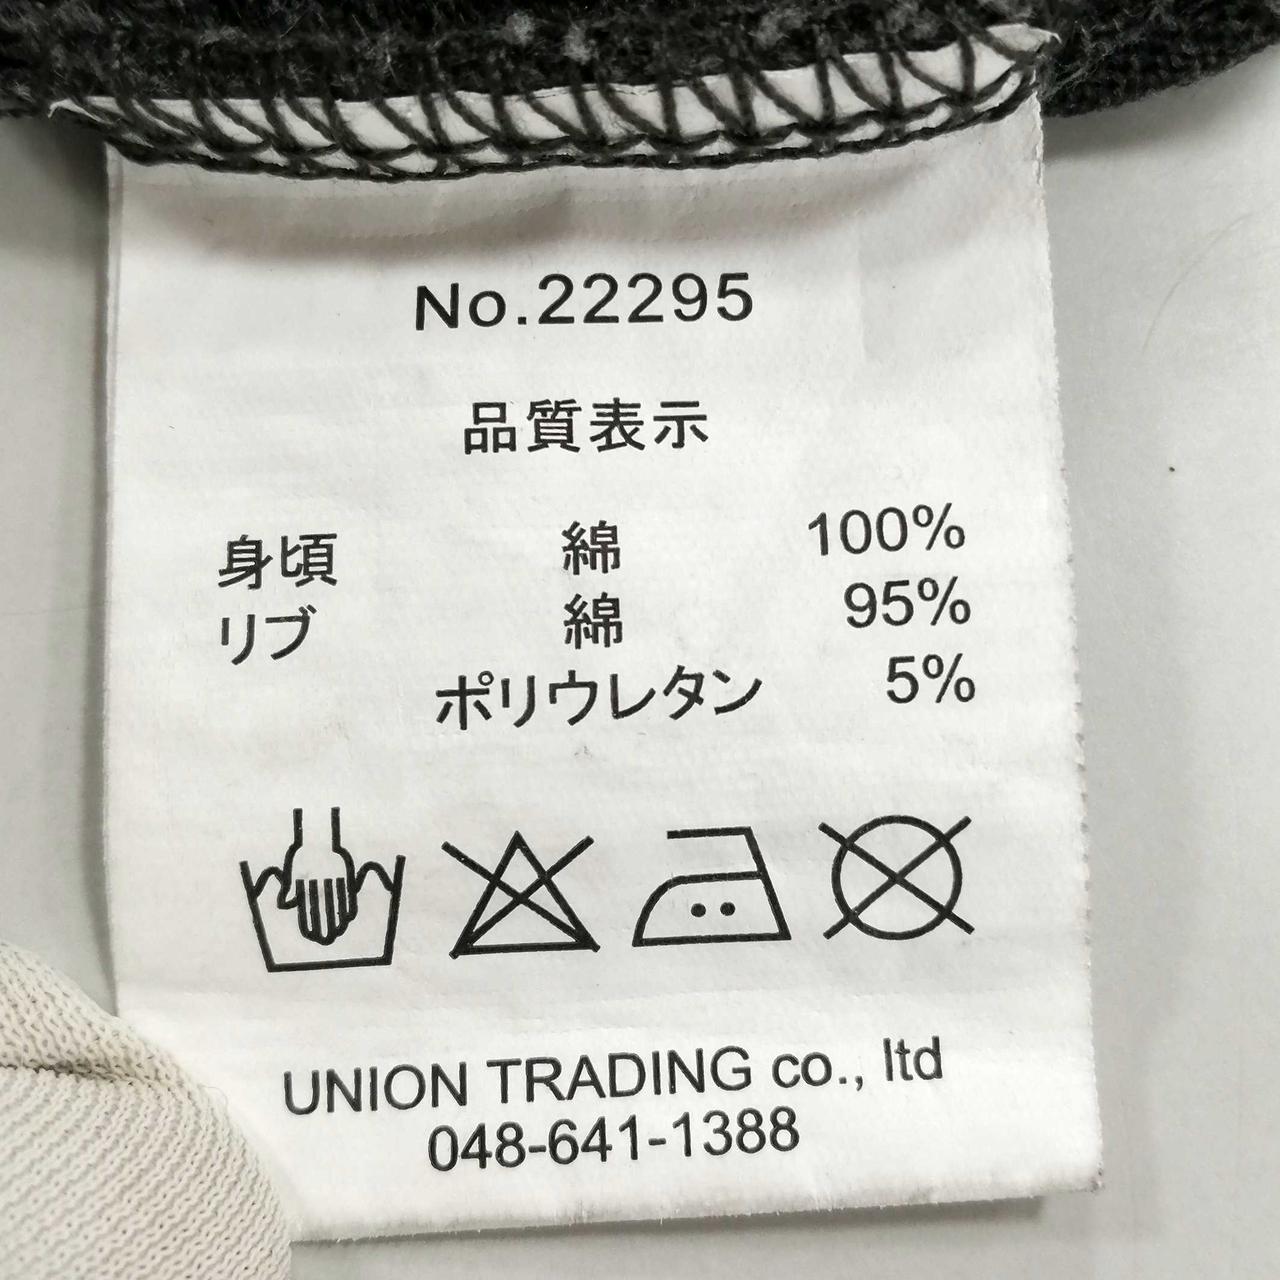 No.22295
品質表示
身頃 綿 100%
リブ 綿 95%
ポリウレタン 5%
UNION TRADING co., ltd
048-641-1388